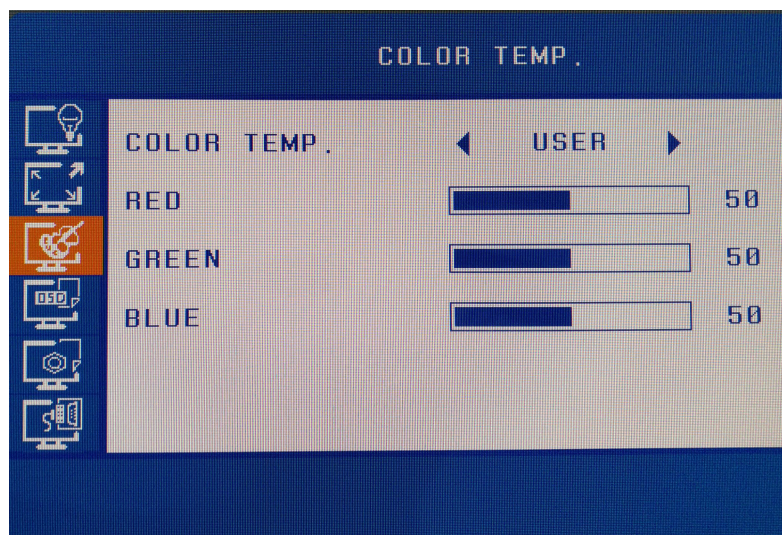 COLOR TEMP.
COLOR TEMP. USER
RED 50
GREEN 50
OSD
BLUE 50